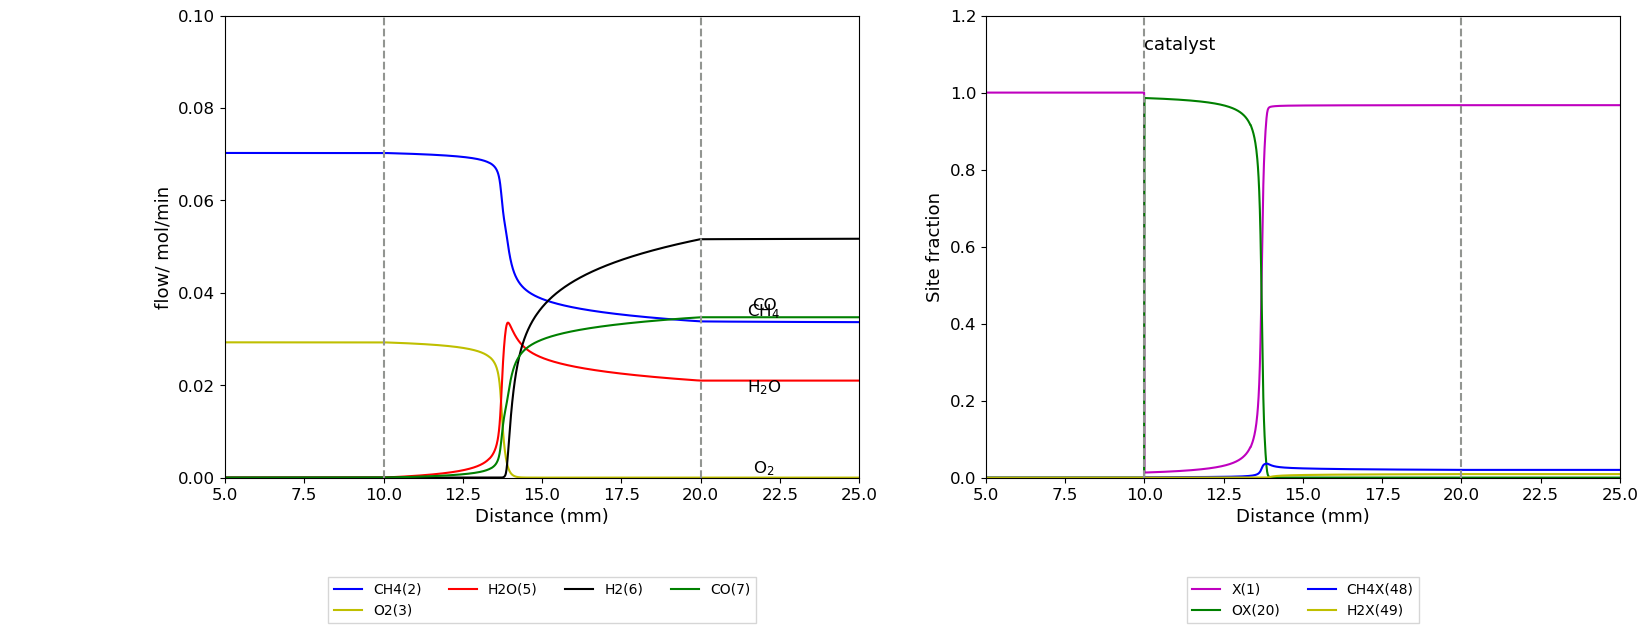 0.10
0.08
0.06
0.04
0.02
0.00
flow/ mol/min
CO
CH₄
H₂O
O₂
5.0 7.5 10.0 12.5 15.0 17.5 20.0 22.5 25.0
Distance (mm)
CH4(2) H2O(5) H2(6) CO(7)
O2(3)
1.2
1.0
0.8
0.6
0.4
0.2
0.0
Site fraction
catalyst
5.0 7.5 10.0 12.5 15.0 17.5 20.0 22.5 25.0
Distance (mm)
X(1) CH4X(48)
OX(20) H2X(49)